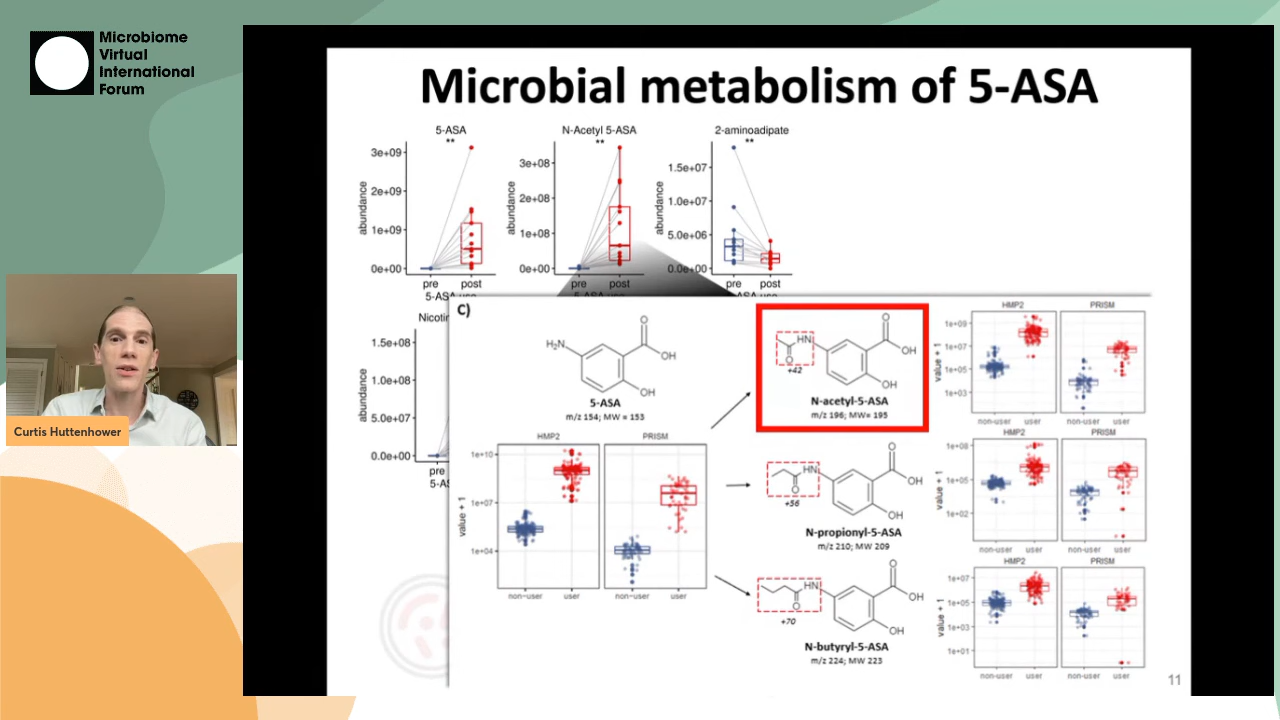 Microbiome
Virtual
International
Forum
Curtis Huttenhower
Microbial metabolism of 5-ASA
5-ASA
**
abundance
3e+09
2e+09
1e+09
0e+00
pre post
N-Acetyl 5-ASA
**
abundance
3e+08
2e+08
1e+08
0e+00
pre post
2-aminoadipate
**
abundance
1.5e+07
1.0e+07
5.0e+06
0.0e+00
pre post
abundance
1.5e+08
1.0e+08
5.0e+07
0.0e+00
pre
C)
H₂N
O
OH
OH
5-ASA
m/z 154; MW = 153
HMP2 PRISM
value + 1
1e+10
1e+07
1e+04
non-user user non-user user
O
HN
O
OH
+42
OH
N-acetyl-5-ASA
m/z 196; MW= 195
HMP2 PRISM
value + 1
1e+09
1e+07
1e+05
1e+03
non-user user non-user user
O
HN
O
OH
+56
OH
N-propionyl-5-ASA
m/z 210; MW 209
HMP2 PRISM
value + 1
1e+08
1e+05
1e+02
non-user user non-user user
O
HN
O
OH
+70
OH
N-butyryl-5-ASA
m/z 224; MW 223
HMP2 PRISM
value + 1
1e+07
1e+05
1e+03
1e+01
non-user user non-user user
11